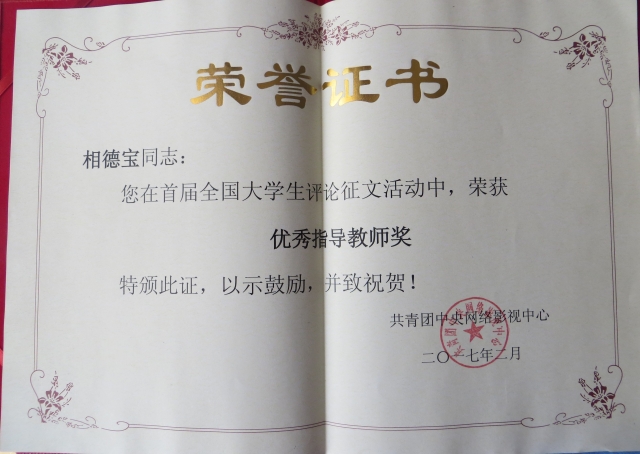 荣誉证书
相德宝同志：
您在首届全国大学生评论征文活动中，荣获
优秀指导教师奖
特颁此证，以示鼓励，并致祝贺！
共青团中央网络影视中心
二〇一七年二月